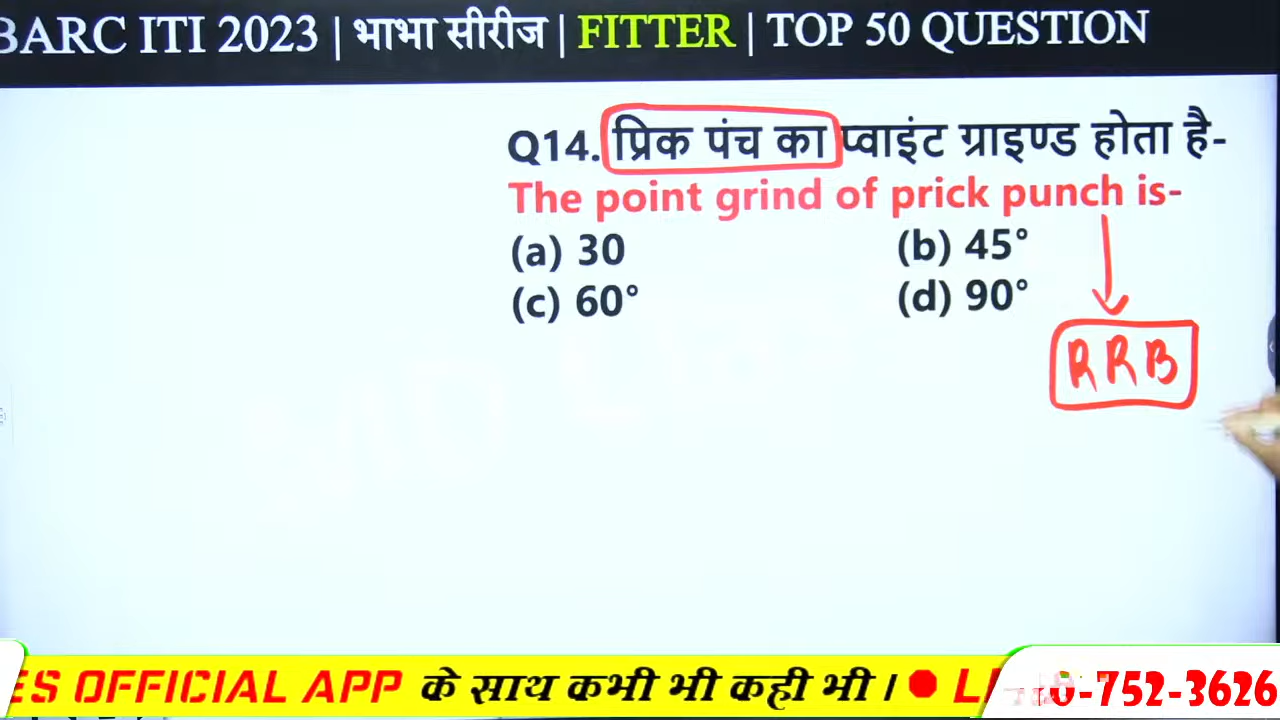 BARC ITI 2023 | भाभा सीरीज | FITTER | TOP 50 QUESTION
Q14. प्रिक पंच का प्वाइंट ग्राइण्ड होता है-
The point grind of prick punch is-
(a) 30 (b) 45°
(c) 60° (d) 90°
RRB
ES OFFICIAL APP के साथ कभी भी कही भी ।
0-752-3626